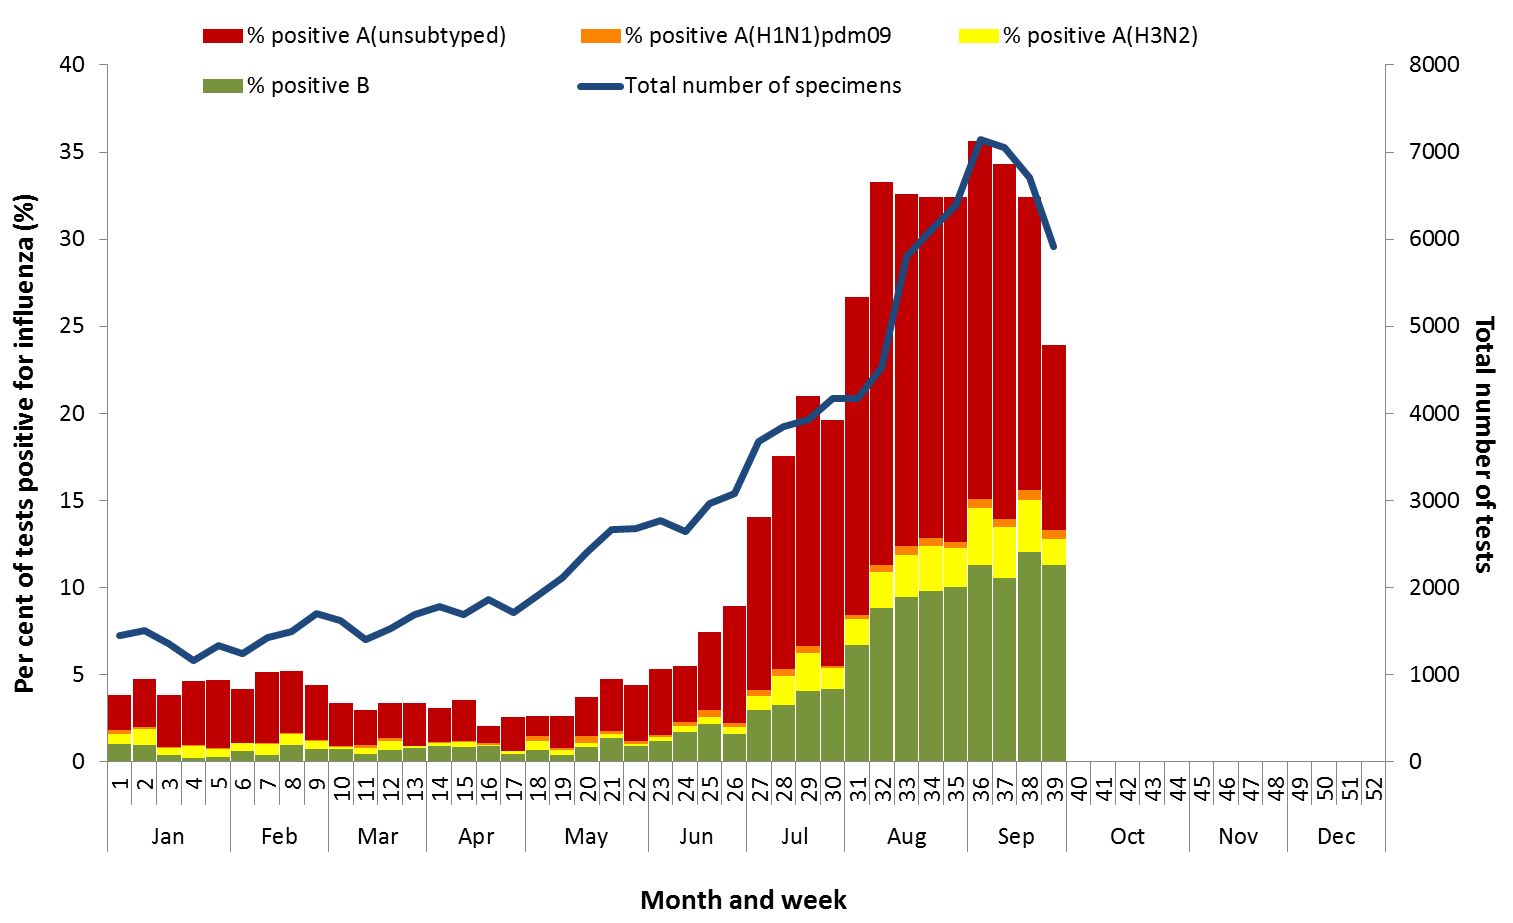 % positive A(unsubtyped)
% positive A(H1N1)pdm09
% positive A(H3N2)
% positive B
Total number of specimens
Per cent of tests positive for influenza (%)
40
35
30
25
20
15
10
5
0
8000
7000
6000
5000
4000
3000
2000
1000
0
Total number of tests
1 2 3 4 5 6 7 8 9 10 11 12 13 14 15 16 17 18 19 20 21 22 23 24 25 26 27 28 29 30 31 32 33 34 35 36 37 38 39 40 41 42 43 44 45 46 47 48 49 50 51 52
Jan Feb Mar Apr May Jun Jul Aug Sep Oct Nov Dec
Month and week